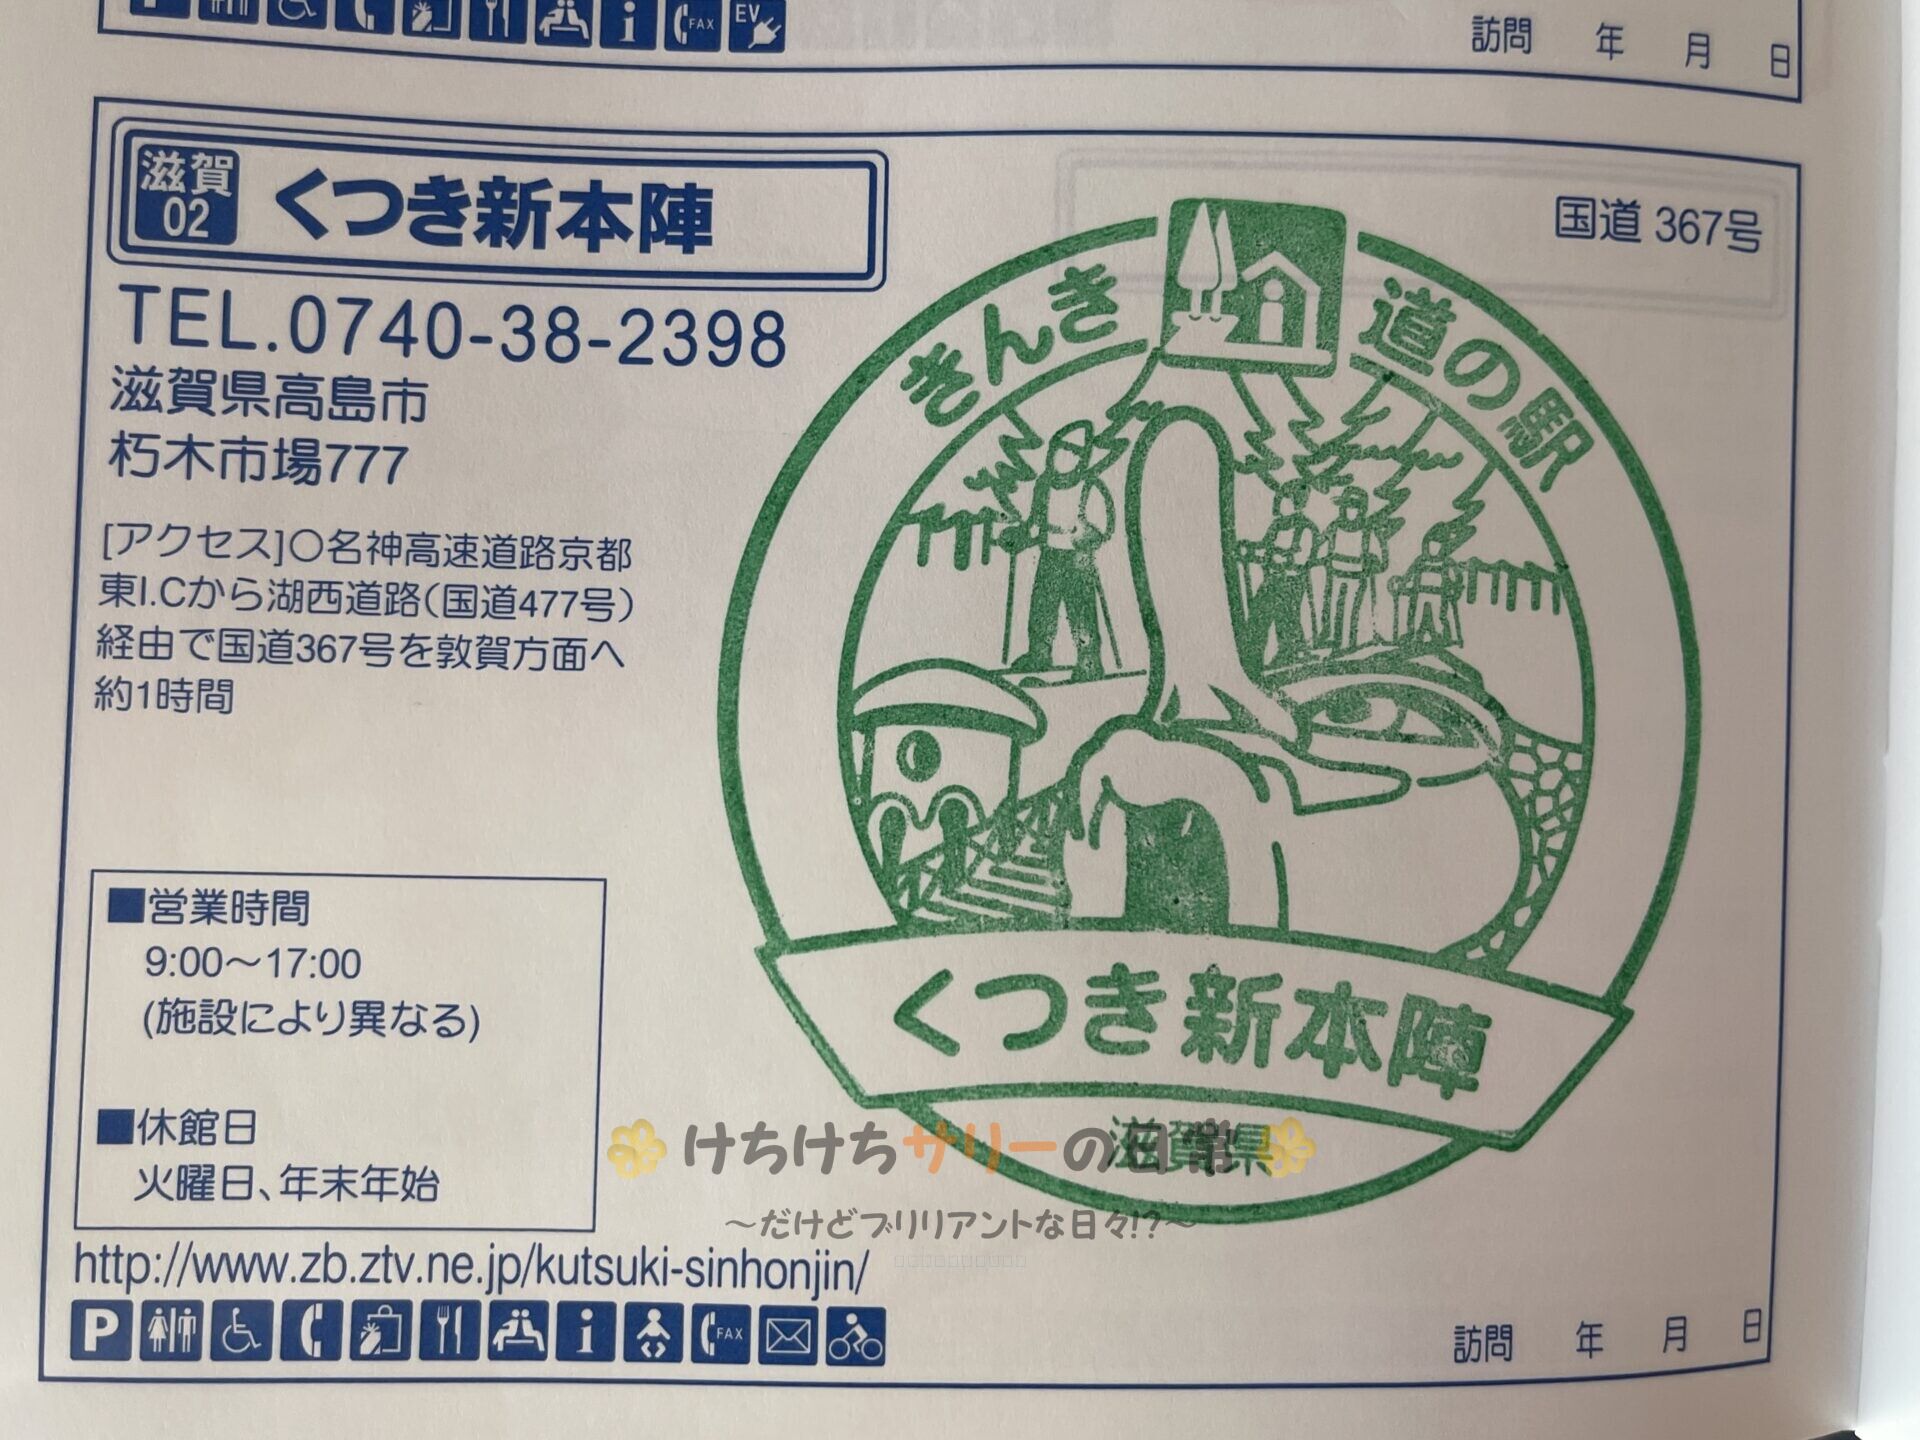 EV
FAX
訪問 年 月 日
滋賀
02
くつき新本陣
国道 367号
TEL.0740-38-2398
滋賀県高島市
朽木市場777
[アクセス]○名神高速道路京都
東I.Cから湖西道路(国道477号)
経由で国道367号を敦賀方面へ
約1時間
きんき 道の駅
くつき新本陣
滋賀県
■営業時間
9:00〜17:00
(施設により異なる)
■休館日
火曜日、年末年始
けちけちサリーの日常
〜だけどブリリアントな日々!?〜
http://www.zb.ztv.ne.jp/kutsuki-sinhonjin/
P
FAX
訪問 年 月 日